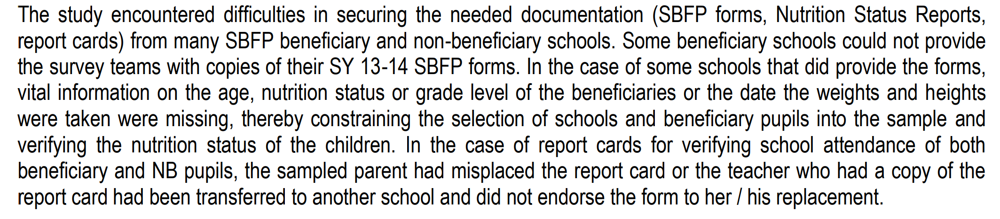 The study encountered difficulties in securing the needed documentation (SBFP forms, Nutrition Status Reports,
report cards) from many SBFP beneficiary and non-beneficiary schools. Some beneficiary schools could not provide
the survey teams with copies of their SY 13-14 SBFP forms. In the case of some schools that did provide the forms,
vital information on the age, nutrition status or grade level of the beneficiaries or the date the weights and heights
were taken were missing, thereby constraining the selection of schools and beneficiary pupils into the sample and
verifying the nutrition status of the children. In the case of report cards for verifying school attendance of both
beneficiary and NB pupils, the sampled parent had misplaced the report card or the teacher who had a copy of the
report card had been transferred to another school and did not endorse the form to her / his replacement.